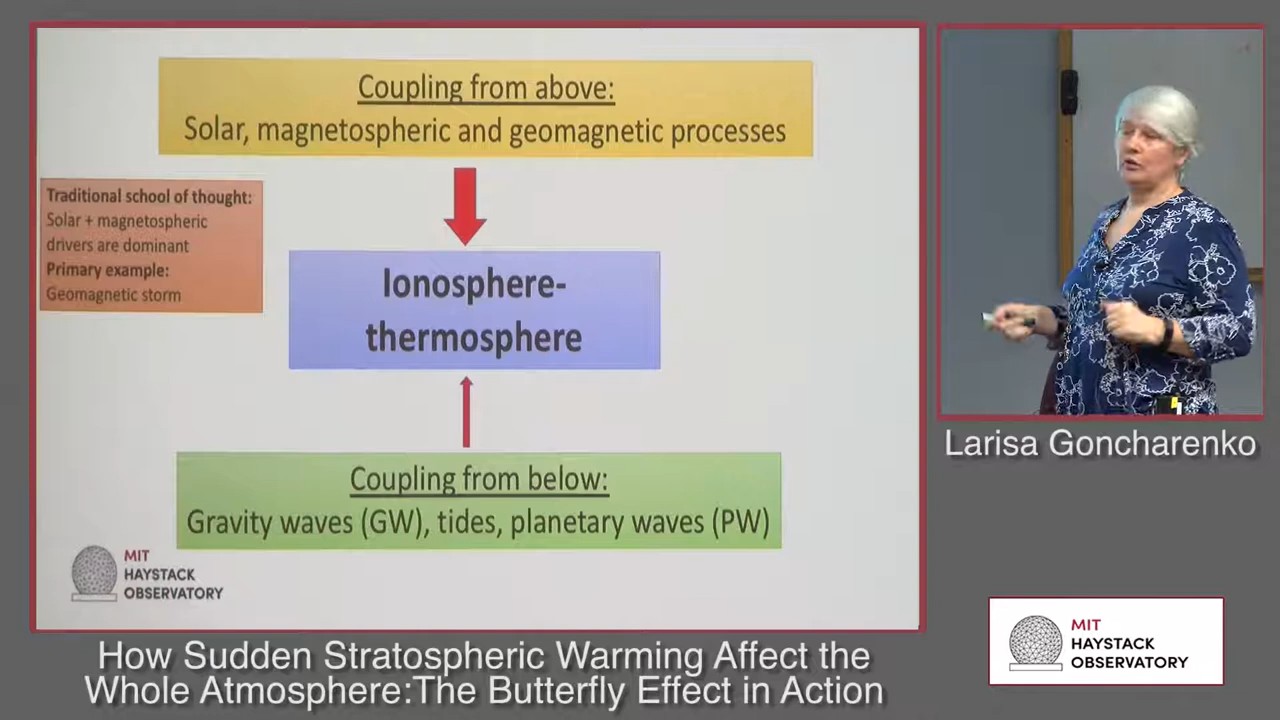 Coupling from above:
Solar, magnetospheric and geomagnetic processes
Traditional school of thought:
Solar + magnetospheric
drivers are dominant
Primary example:
Geomagnetic storm
Ionosphere-
thermosphere
Coupling from below:
Gravity waves (GW), tides, planetary waves (PW)
MIT
HAYSTACK
OBSERVATORY
Larisa Goncharenko
How Sudden Stratospheric Warming Affect the
Whole Atmosphere:The Butterfly Effect in Action
MIT
HAYSTACK
OBSERVATORY